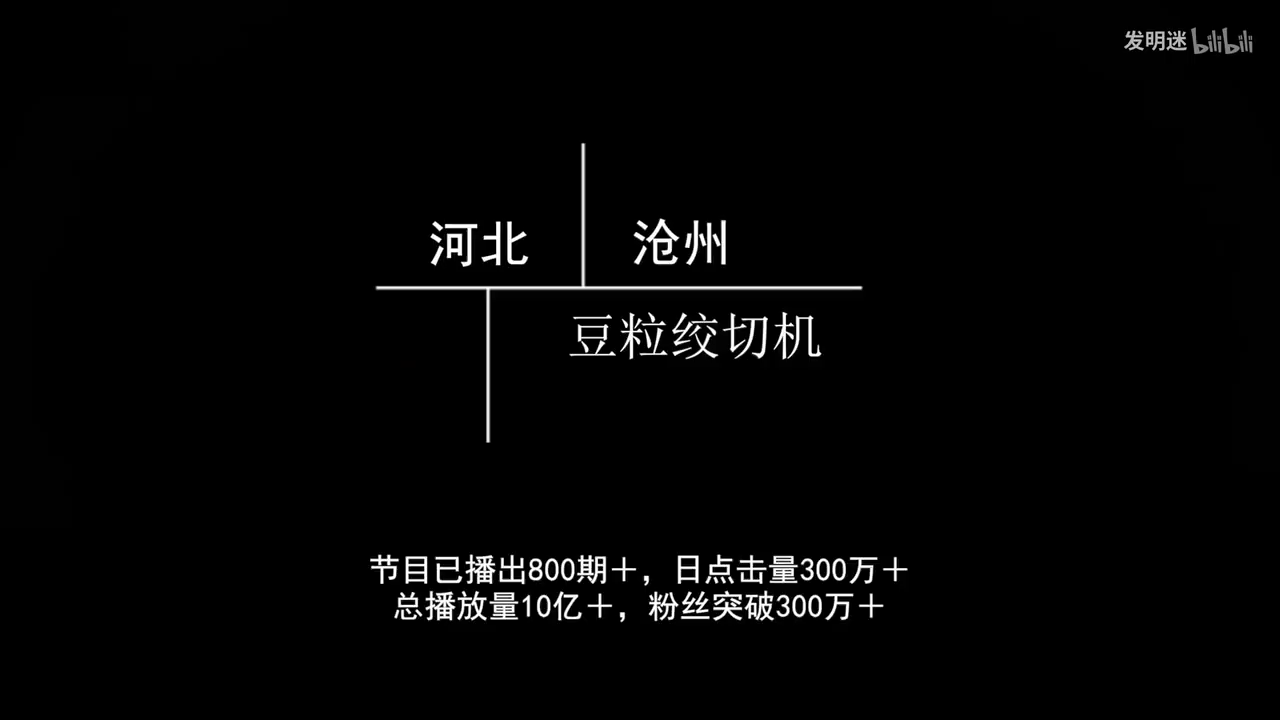 发明迷 bilibili
河北 沧州
豆粒绞切机
节目已播出800期＋，日点击量300万＋
总播放量10亿＋，粉丝突破300万＋